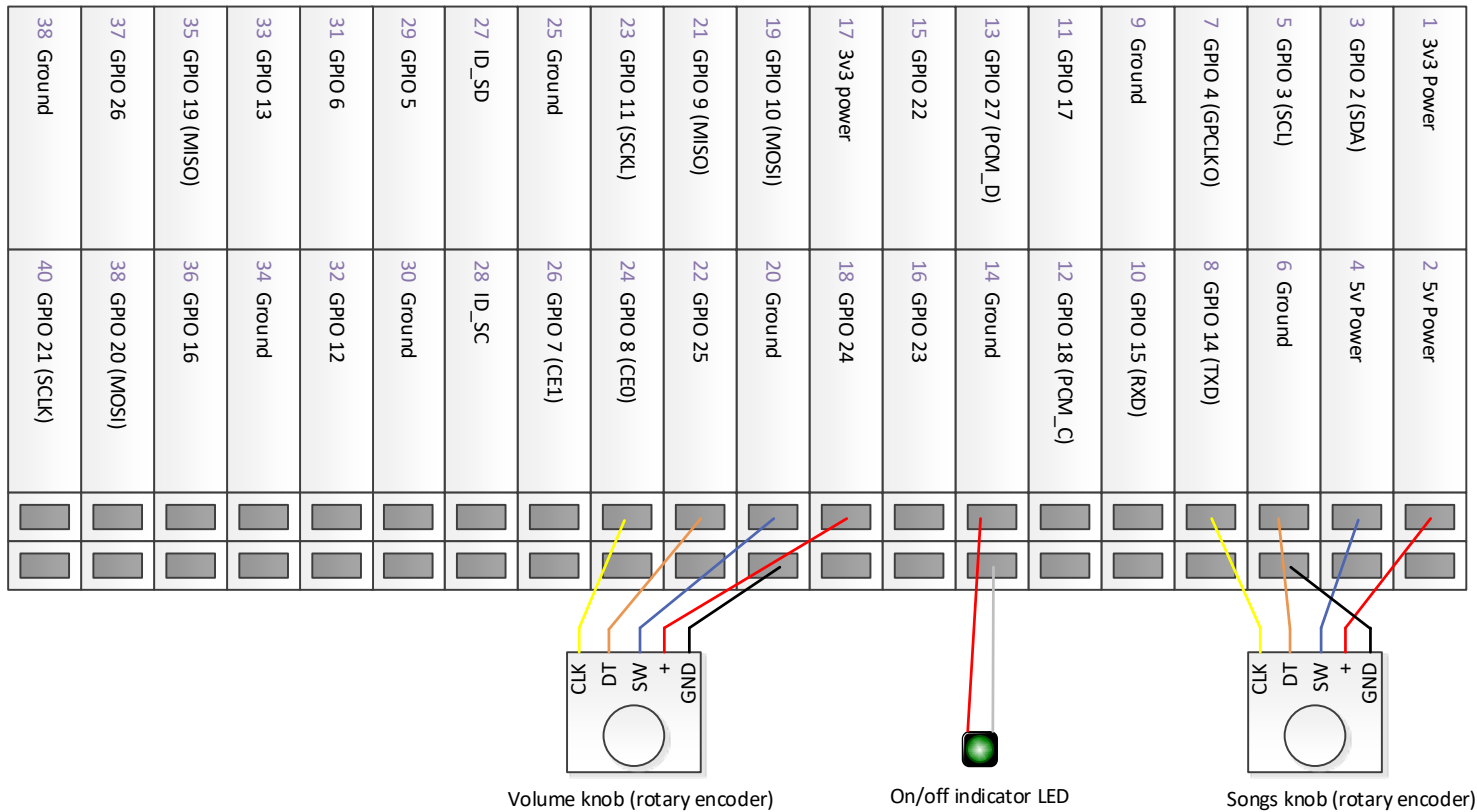 38 Ground
37 GPIO 26
35 GPIO 19 (MISO)
33 GPIO 13
31 GPIO 6
29 GPIO 5
27 ID_SD
25 Ground
23 GPIO 11 (SCKL)
21 GPIO 9 (MISO)
19 GPIO 10 (MOSI)
17 3v3 power
15 GPIO 22
13 GPIO 27 (PCM_D)
11 GPIO 17
9 Ground
7 GPIO 4 (GPCLKO)
5 GPIO 3 (SCL)
3 GPIO 2 (SDA)
1 3v3 Power
40 GPIO 21 (SCLK)
38 GPIO 20 (MOSI)
36 GPIO 16
34 Ground
32 GPIO 12
30 Ground
28 ID_SC
26 GPIO 7 (CE1)
24 GPIO 8 (CE0)
22 GPIO 25
20 Ground
18 GPIO 24
16 GPIO 23
14 Ground
12 GPIO 18 (PCM_C)
10 GPIO 15 (RXD)
8 GPIO 14 (TXD)
6 Ground
4 5v Power
2 5v Power
CLK
DT
SW
+
GND
CLK
DT
SW
+
GND
Volume knob (rotary encoder)
On/off indicator LED
Songs knob (rotary encoder)